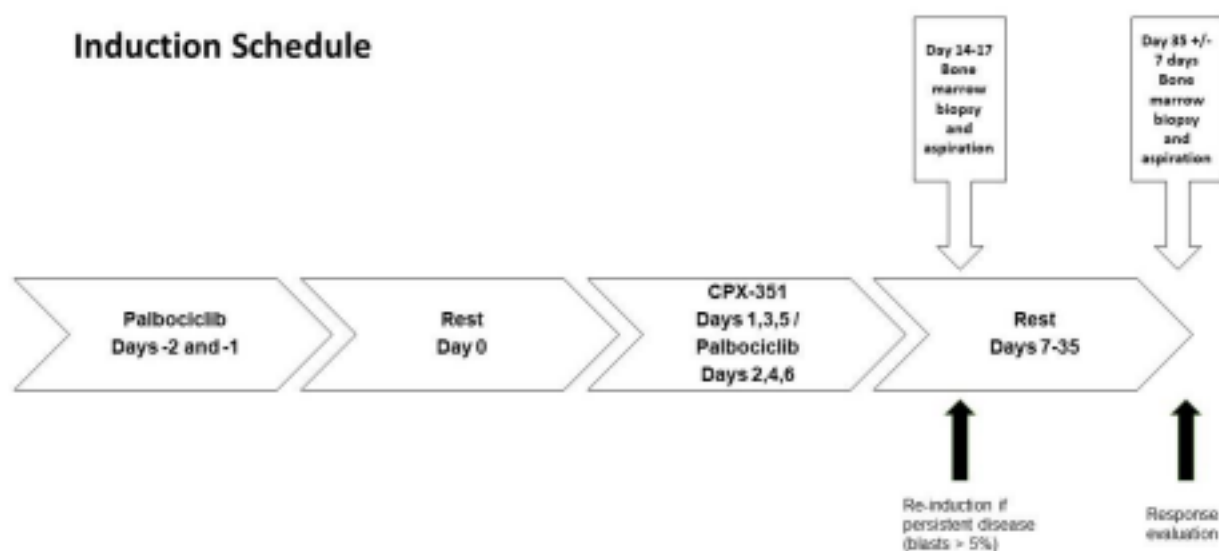 Induction Schedule
Day 14-17
Bone
marrow
biopsy
and
aspiration
Day 35 +/-
7 days
Bone
marrow
biopsy
and
aspiration
Palbociclib
Days -2 and -1
Rest
Day 0
CPX-351
Days 1,3,5 /
Palbociclib
Days 2,4,6
Rest
Days 7-35
Re-induction if
persistent disease
(blasts > 5%)
Response
evaluation